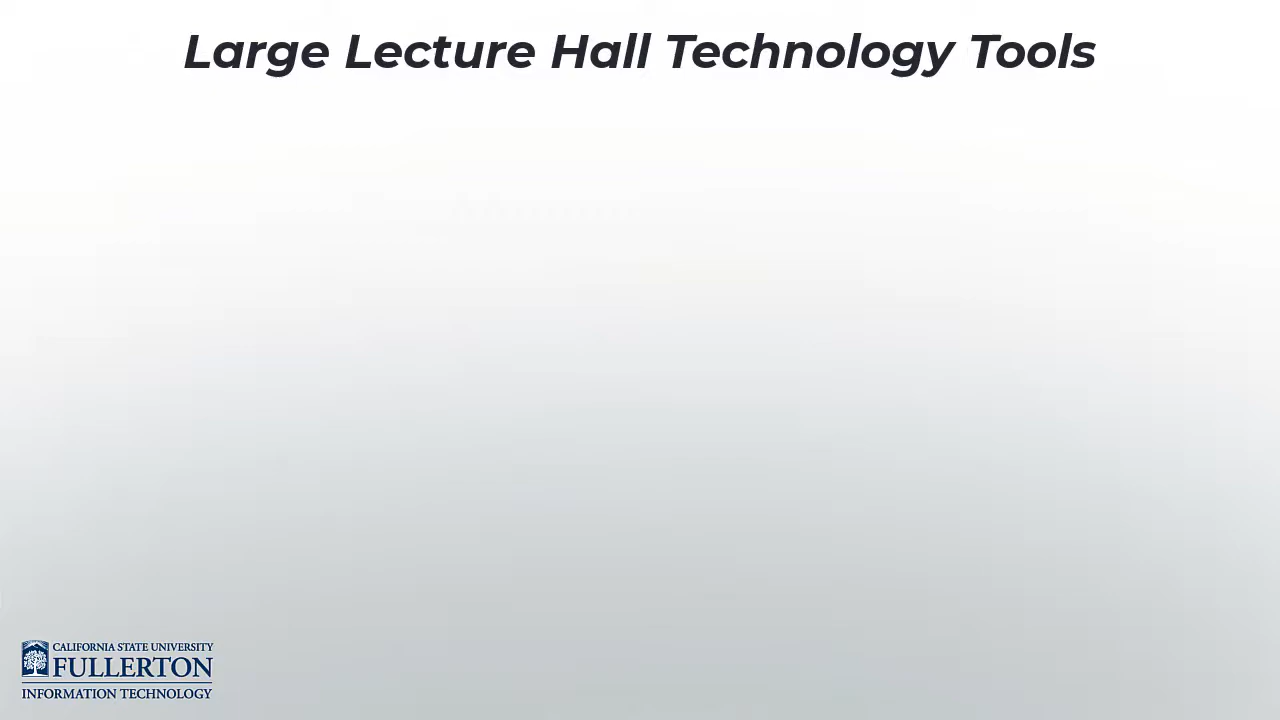 Large Lecture Hall Technology Tools
CALIFORNIA STATE UNIVERSITY
FULLERTON
INFORMATION TECHNOLOGY